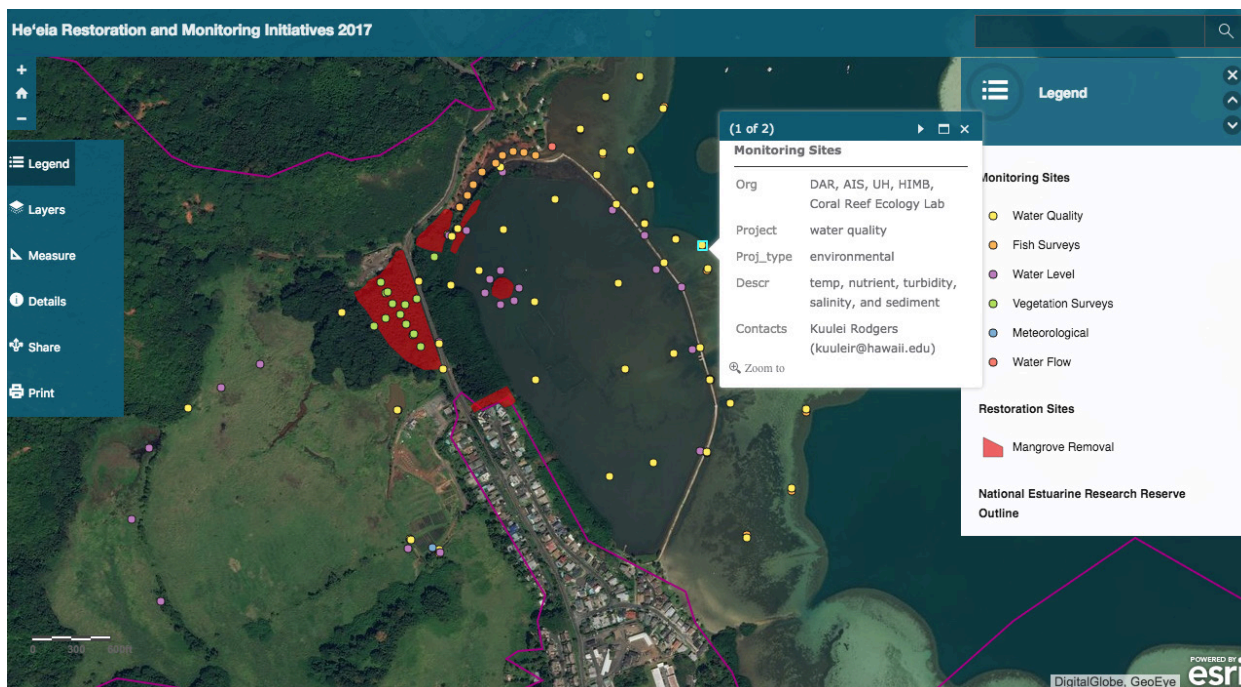 He'eia Restoration and Monitoring Initiatives 2017
+
−
Legend
Layers
Measure
Details
Share
Print
(1 of 2)
Monitoring Sites
Org DAR, AIS, UH, HIMB,
Coral Reef Ecology Lab
Project water quality
Proj_type environmental
Descr temp, nutrient, turbidity,
salinity, and sediment
Contacts Kuulei Rodgers
(kuuleir@hawaii.edu)
Zoom to
Legend
Monitoring Sites
Water Quality
Fish Surveys
Water Level
Vegetation Surveys
Meteorological
Water Flow
Restoration Sites
Mangrove Removal
National Estuarine Research Reserve
Outline
0 300 600ft
POWERED BY
esri
DigitalGlobe, GeoEye